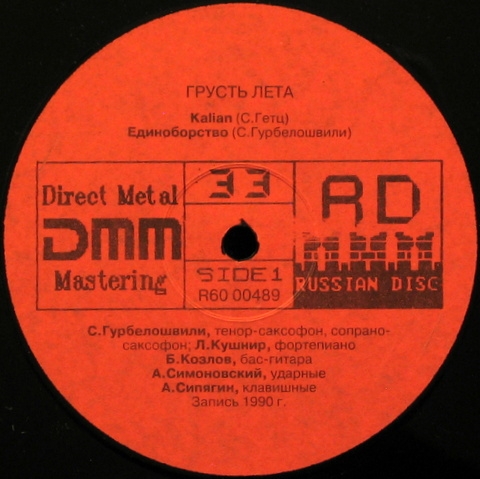 ГРУСТЬ ЛЕТА
Kalian (С.Гетц)
Единоборство (С.Гурбелошвили)
Direct Metal
DMM
Mastering
33
SIDE 1
R60 00489
RD
RUSSIAN DISC
С.Гурбелошвили, тенор-саксофон, сопрано-
саксофон; Л.Кушнир, фортепиано
Б.Козлов, бас-гитара
А.Симоновский, ударные
А.Сипягин, клавишные
Запись 1990 г.